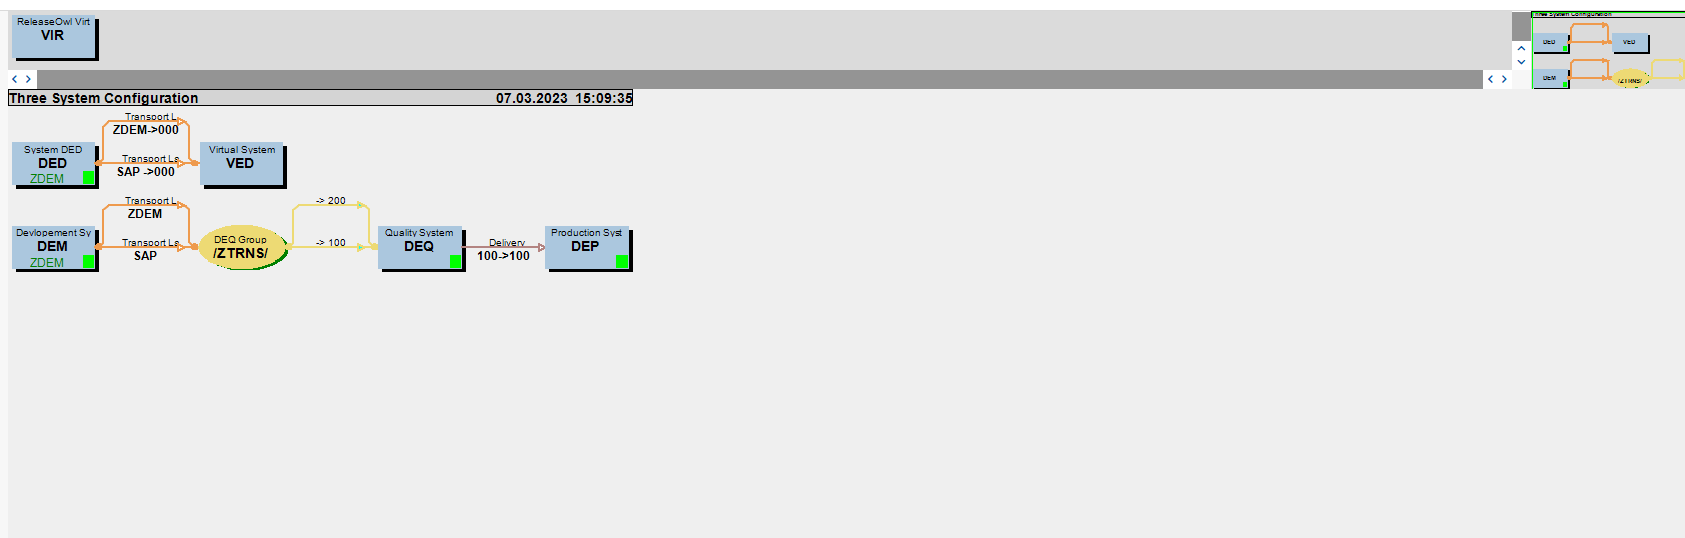 ReleaseOwl Virt
VIR
Three System Configuration
DED
VED
DEM
/ZTRNS/
Three System Configuration 07.03.2023 15:09:35
Transport L
ZDEM->000
System DED
DED
ZDEM
Transport Ls
SAP ->000
Virtual System
VED
Transport L
ZDEM
-> 200
Devlopement Sy
DEM
ZDEM
Transport Ls
SAP
DEQ Group
/ZTRNS/
-> 100
Quality System
DEQ
Delivery
100->100
Production Syst
DEP